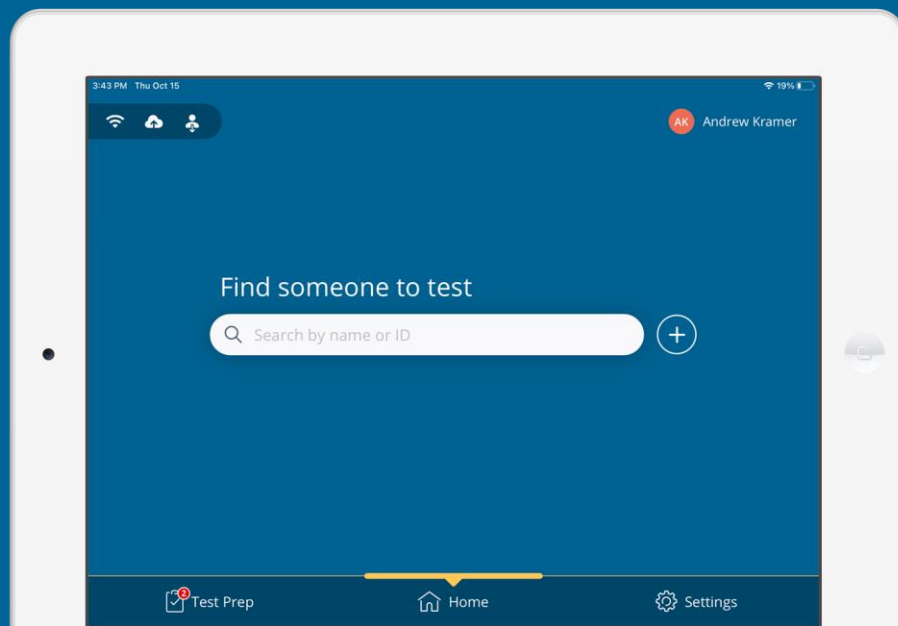 3:43 PM Thu Oct 15
19%
AK Andrew Kramer
Find someone to test
Search by name or ID
2
Test Prep
Home
Settings